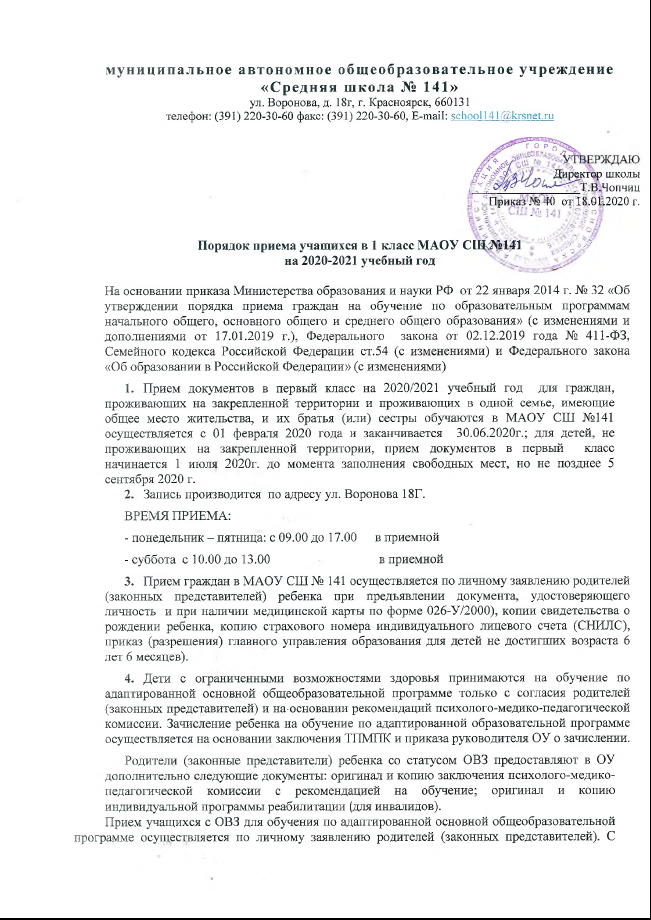 муниципальное автономное общеобразовательное учреждение
«Средняя школа № 141»
ул. Воронова, д. 18г, г. Красноярск, 660131
телефон: (391) 220-30-60 факс: (391) 220-30-60, E-mail: school141@krsnet.ru
УТВЕРЖДАЮ
Директор школы
Т.В.Чопчиц
Приказ № 40 от 18.01.2020 г.
Порядок приема учащихся в 1 класс МАОУ СШ №141
на 2020-2021 учебный год
На основании приказа Министерства образования и науки РФ от 22 января 2014 г. № 32 «Об
утверждении порядка приема граждан на обучение по образовательным программам
начального общего, основного общего и среднего общего образования» (с изменениями и
дополнениями от 17.01.2019 г.), Федерального закона от 02.12.2019 года № 411-ФЗ,
Семейного кодекса Российской Федерации ст.54 (с изменениями) и Федерального закона
«Об образовании в Российской Федерации» (с изменениями)
1. Прием документов в первый класс на 2020/2021 учебный год для граждан,
проживающих на закрепленной территории и проживающих в одной семье, имеющие
общее место жительства, и их братья (или) сестры обучаются в МАОУ СШ №141
осуществляется с 01 февраля 2020 года и заканчивается 30.06.2020г.; для детей, не
проживающих на закрепленной территории, прием документов в первый класс
начинается 1 июля 2020г. до момента заполнения свободных мест, но не позднее 5
сентября 2020 г.
2. Запись производится по адресу ул. Воронова 18Г.
ВРЕМЯ ПРИЕМА:
- понедельник – пятница: с 09.00 до 17.00 в приемной
- суббота с 10.00 до 13.00 в приемной
3. Прием граждан в МАОУ СШ № 141 осуществляется по личному заявлению родителей
(законных представителей) ребенка при предъявлении документа, удостоверяющего
личность и при наличии медицинской карты по форме 026-У/2000), копии свидетельства о
рождении ребенка, копию страхового номера индивидуального лицевого счета (СНИЛС),
приказ (разрешения) главного управления образования для детей не достигших возраста 6
лет 6 месяцев).
4. Дети с ограниченными возможностями здоровья принимаются на обучение по
адаптированной основной общеобразовательной программе только с согласия родителей
(законных представителей) и на основании рекомендаций психолого-медико-педагогической
комиссии. Зачисление ребенка на обучение по адаптированной образовательной программе
осуществляется на основании заключения ТПМПК и приказа руководителя ОУ о зачислении.
Родители (законные представители) ребенка со статусом ОВЗ предоставляют в ОУ
дополнительно следующие документы: оригинал и копию заключения психолого-медико-
педагогической комиссии с рекомендацией на обучение; оригинал и копию
индивидуальной программы реабилитации (для инвалидов).
Прием учащихся с ОВЗ для обучения по адаптированной основной общеобразовательной
программе осуществляется по личному заявлению родителей (законных представителей). С